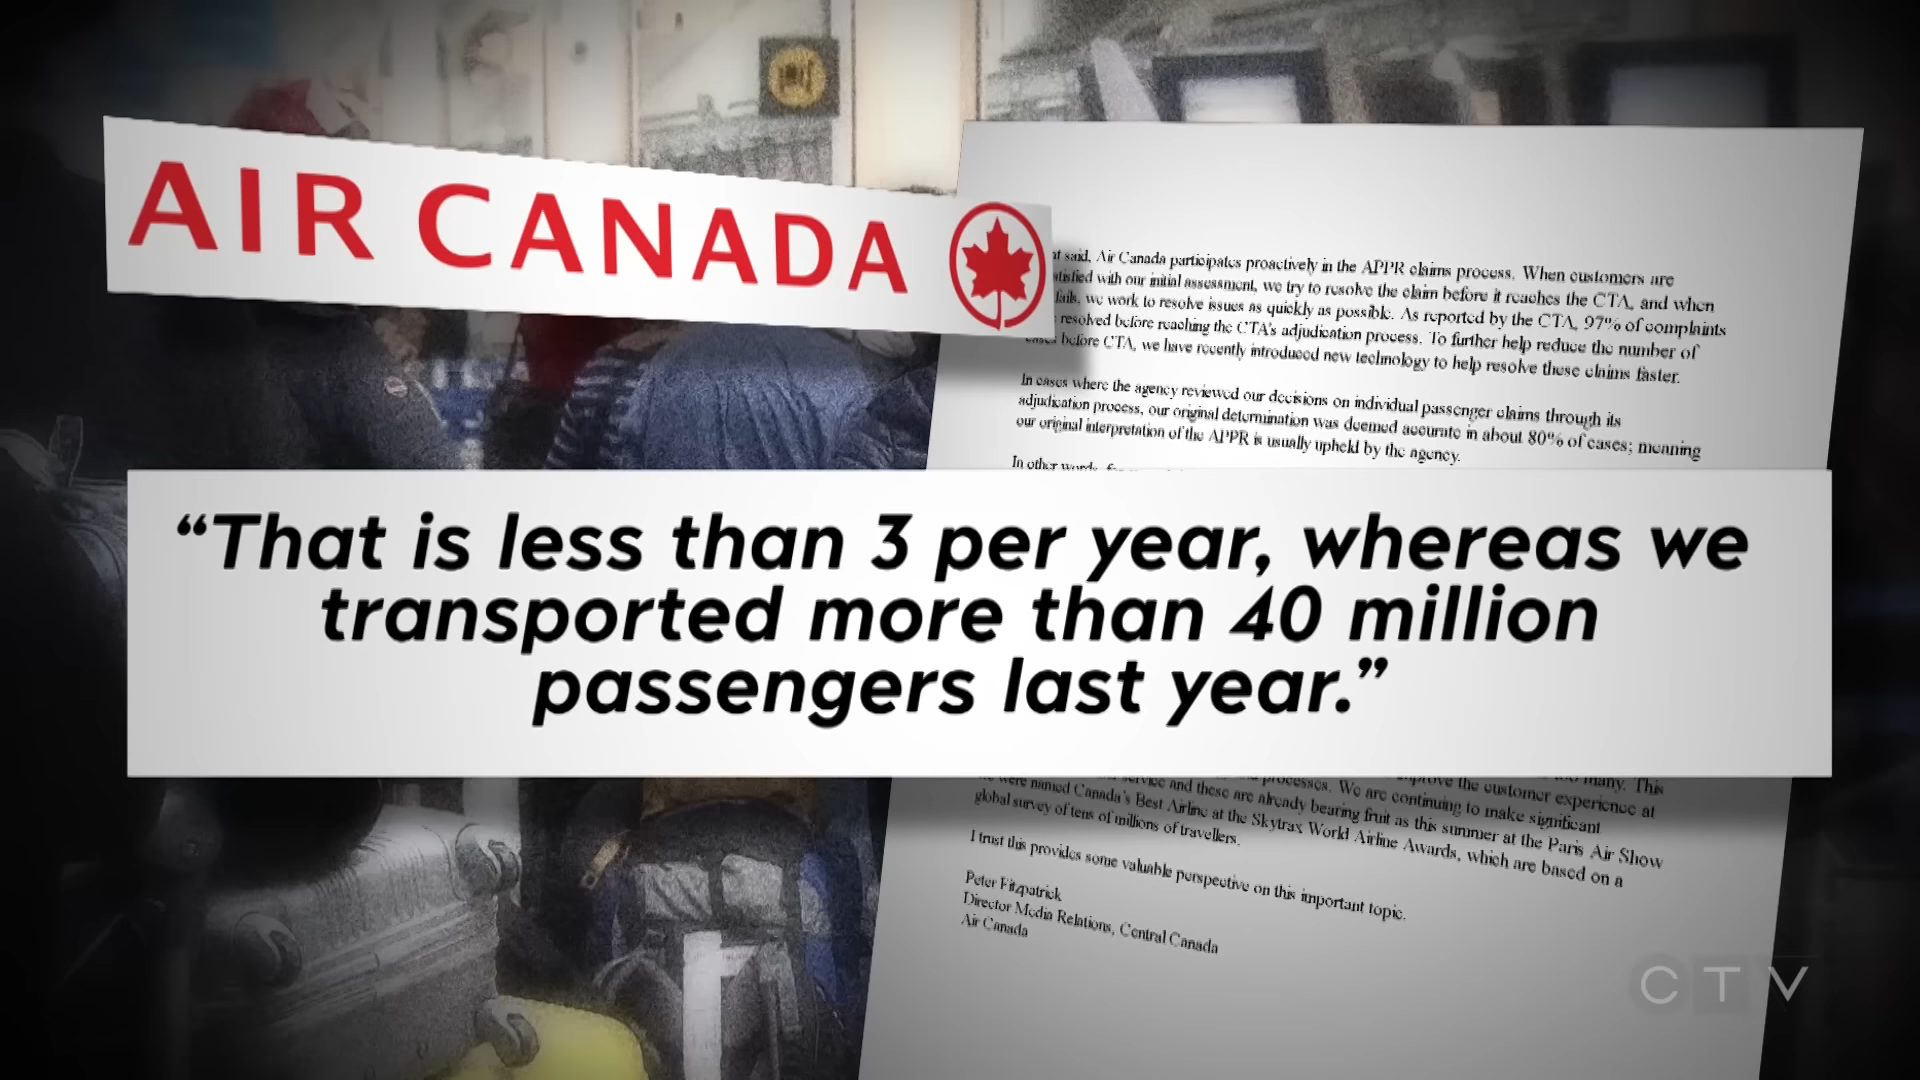 AIR CANADA
at said, Air Canada participates proactively in the APPR claims process. When customers are
atisfied with our initial assessment, we try to resolve the claim before it reaches the CTA, and when
fails, we work to resolve issues as quickly as possible. As reported by the CTA, 97% of complaints
resolved before reaching the CTA's adjudication process. To further help reduce the number of
cases before CTA, we have recently introduced new technology to help resolve these claims faster.
In cases where the agency reviewed our decisions on individual passenger claims through its
adjudication process, our original determination was deemed accurate in about 80% of cases; meaning
our original interpretation of the APPR is usually upheld by the agency.
In other words,
“That is less than 3 per year, whereas we
transported more than 40 million
passengers last year.”
too many. This
improve the customer experience at
service and these are already bearing fruit as this summer at the Paris Air Show
processes. We are continuing to make significant
were named Canada's Best Airline at the Skytrax World Airline Awards, which are based on a
global survey of tens of millions of travellers.
I trust this provides some valuable perspective on this important topic.
Peter Fitzpatrick
Director Media Relations, Central Canada
Air Canada
CTV